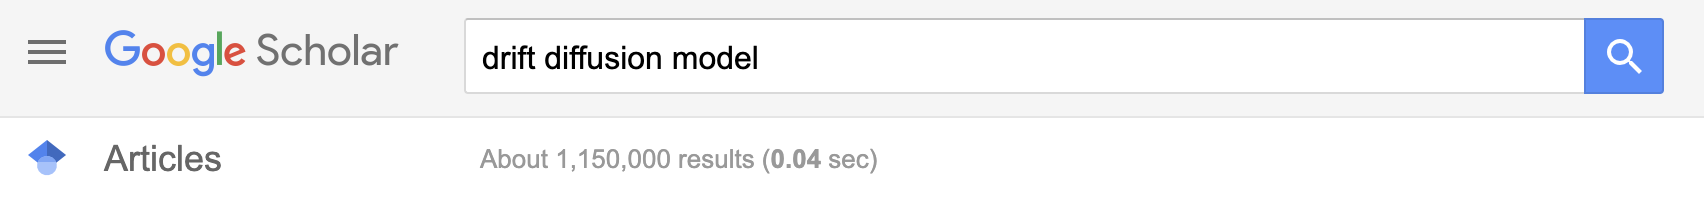 Google Scholar
drift diffusion model
Articles
About 1,150,000 results (0.04 sec)